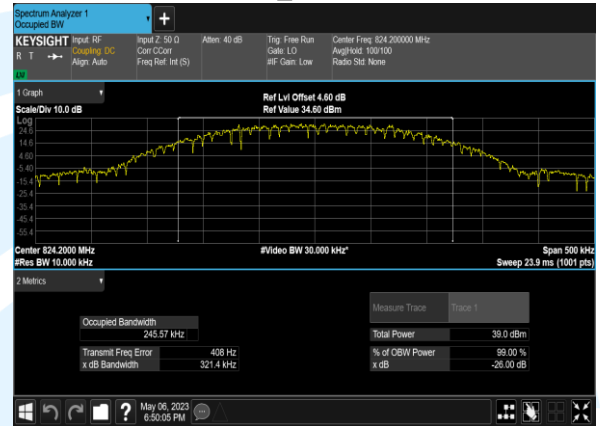 Spectrum Analyzer 1
Occupied BW
+
KEYSIGHT Input: RF Input Z: 50 Ω Atten: 40 dB Trig: Free Run Center Freq: 824.200000 MHz
R T Coupling: DC Corr CCorr Gate: LO Avg|Hold: 100/100
Align: Auto Freq Ref: Int (S) #IF Gain: Low Radio Std: None
LXI
1 Graph
Ref Lvl Offset 4.60 dB
Scale/Div 10.0 dB Ref Value 34.60 dBm
Log
24.6
14.6
4.60
-5.40
-15.4
-25.4
-35.4
-45.4
-55.4
Center 824.2000 MHz #Video BW 30.000 kHz* Span 500 kHz
#Res BW 10.000 kHz Sweep 23.9 ms (1001 pts)
2 Metrics
Measure Trace Trace 1
Occupied Bandwidth
245.57 kHz Total Power 39.0 dBm
Transmit Freq Error 408 Hz % of OBW Power 99.00 %
x dB Bandwidth 321.4 kHz x dB -26.00 dB
?
May 06, 2023
6:50:05 PM